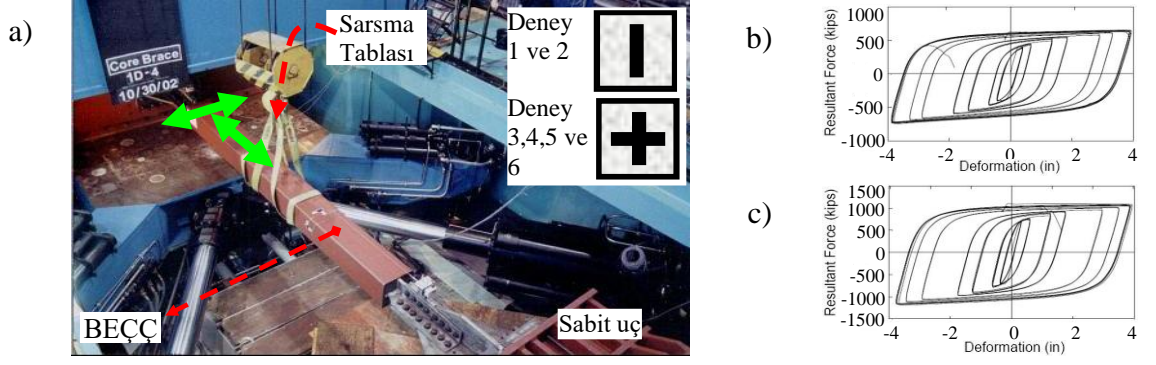 a)
Core Brace
1D-4
10/30/02
Sarsma
Tablası
Deney
1 ve 2
Deney
3,4,5 ve
6
BEÇÇ
Sabit uç
b)
Resultant Force (kips)
1000
500
0
-500
-1000
-4 -2 0 2 4
Deformation (in)
c)
Resultant Force (kips)
1500
1000
500
0
-500
-1000
-1500
-4 -2 0 2 4
Deformation (in)